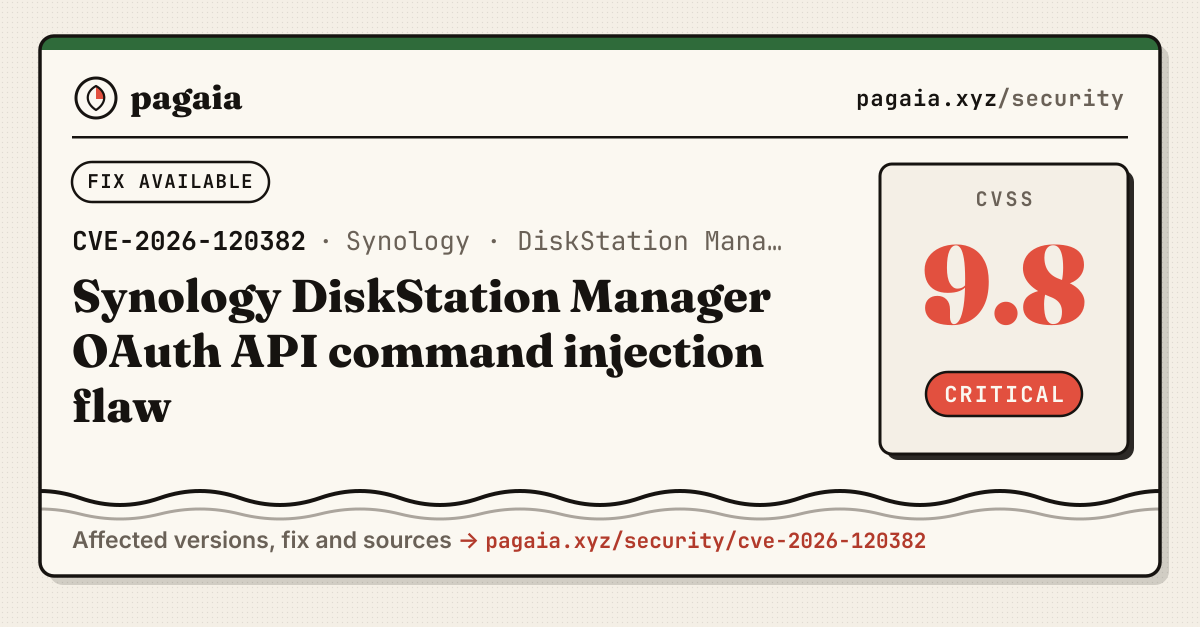 pagaia
pagaia.xyz/security
FIX AVAILABLE
CVE-2026-120382 · Synology · DiskStation Mana…
Synology DiskStation Manager
OAuth API command injection
flaw
CVSS
9.8
CRITICAL
Affected versions, fix and sources → pagaia.xyz/security/cve-2026-120382